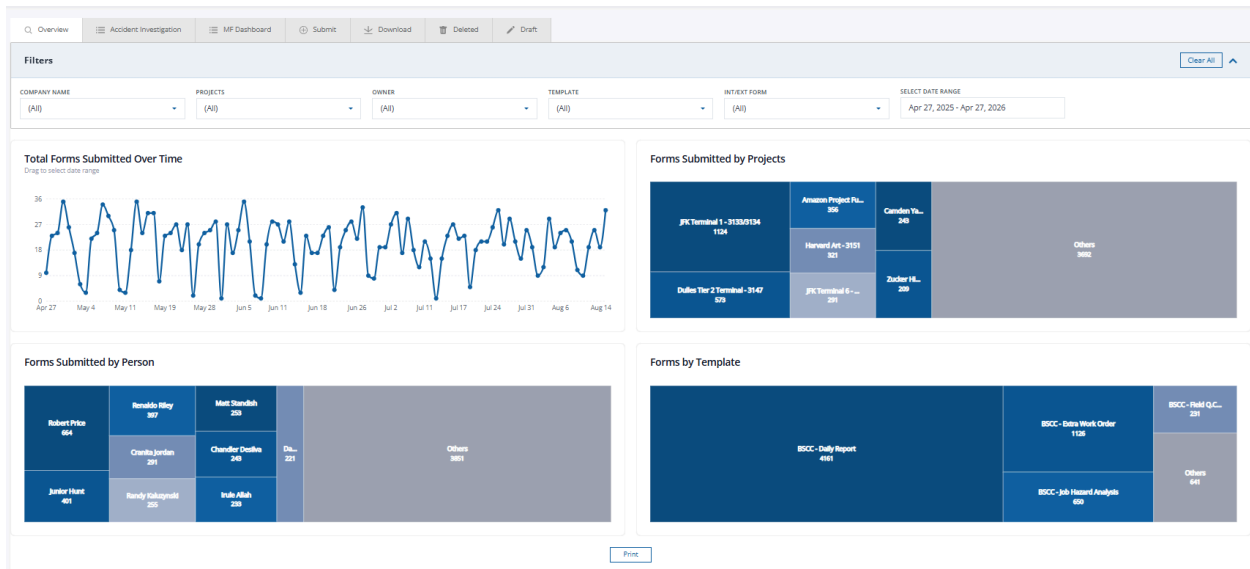 Overview
Accident Investigation
MF Dashboard
Submit
Download
Deleted
Draft
Filters
Clear All
COMPANY NAME
PROJECTS
OWNER
TEMPLATE
INT/EXT FORM
SELECT DATE RANGE
(All)
(All)
(All)
(All)
(All)
Apr 27, 2025 - Apr 27, 2026
Total Forms Submitted Over Time
Drag to select date range
36
27
18
9
0
Apr 27
May 4
May 11
May 19
May 28
Jun 5
Jun 11
Jun 18
Jun 26
Jul 2
Jul 11
Jul 17
Jul 24
Jul 31
Aug 6
Aug 14
Forms Submitted by Projects
JFK Terminal 1 - 3133/3134
1124
Dulles Tier 2 Terminal - 3147
573
Amazon Project Fu...
356
Harvard Art - 3151
321
JFK Terminal 6 - ...
291
Camden Ya...
243
Zucker Hi...
209
Others
3692
Forms Submitted by Person
Robert Price
664
Junior Hunt
401
Renaldo Riley
397
Cranita Jordan
291
Randy Kaluzynski
255
Matt Standish
253
Chandler Desilva
243
Irule Allah
233
Da...
221
Others
3851
Forms by Template
BSCC - Daily Report
4161
BSCC - Extra Work Order
1126
BSCC - Job Hazard Analysis
650
BSCC - Field Q.C...
231
Others
641
Print